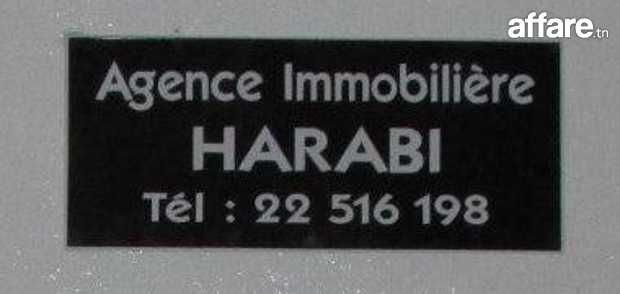 affare.tn
Agence Immobilière
HARABI
Tél : 22 516 198